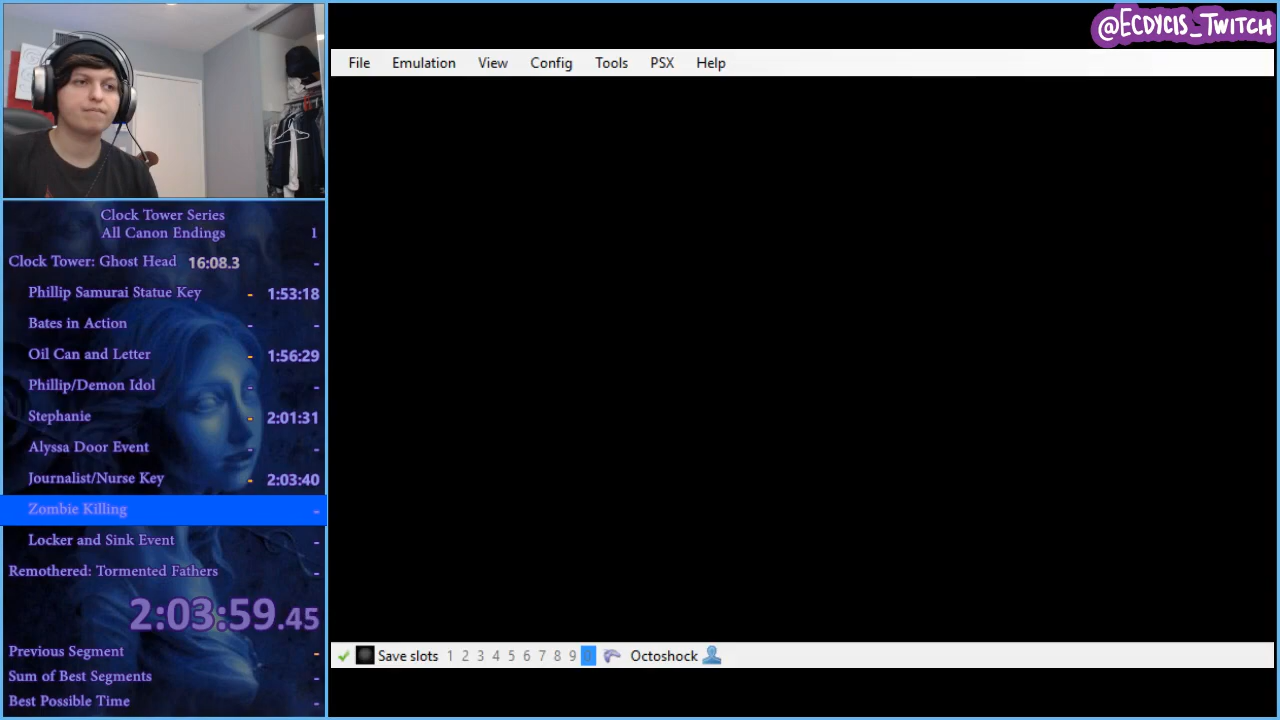 @Ecdycis_Twitch
File Emulation View Config Tools PSX Help
Clock Tower Series
All Canon Endings 1
Clock Tower: Ghost Head 16:08.3 -
Phillip Samurai Statue Key - 1:53:18
Bates in Action - -
Oil Can and Letter - 1:56:29
Phillip/Demon Idol - -
Stephanie - 2:01:31
Alyssa Door Event - -
Journalist/Nurse Key - 2:03:40
Zombie Killing -
Locker and Sink Event -
Remothered: Tormented Fathers -
2:03:59.45
Previous Segment -
Sum of Best Segments -
Best Possible Time -
Save slots 1 2 3 4 5 6 7 8 9 0 Octoshock